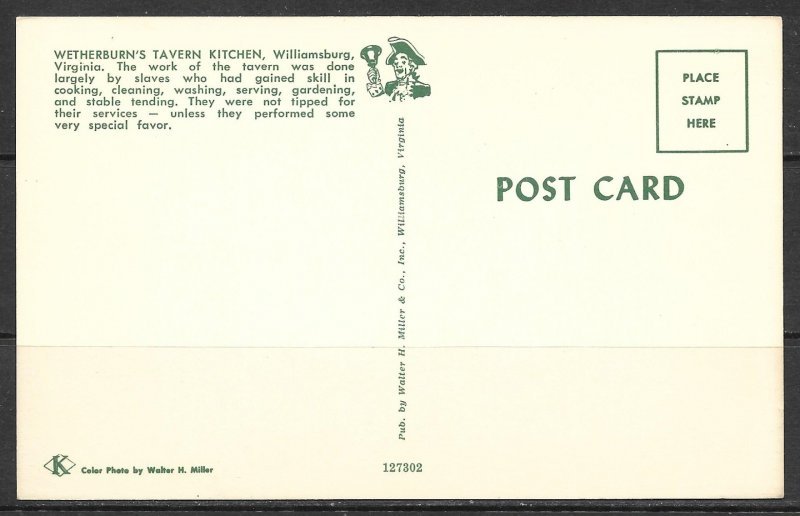 WETHERBURN'S TAVERN KITCHEN, Williamsburg,
Virginia. The work of the tavern was done
largely by slaves who had gained skill in
cooking, cleaning, washing, serving, gardening,
and stable tending. They were not tipped for
their services — unless they performed some
very special favor.
PLACE
STAMP
HERE
POST CARD
Pub. by Walter H. Miller & Co., Inc., Williamsburg, Virginia
K
Color Photo by Walter H. Miller
127302